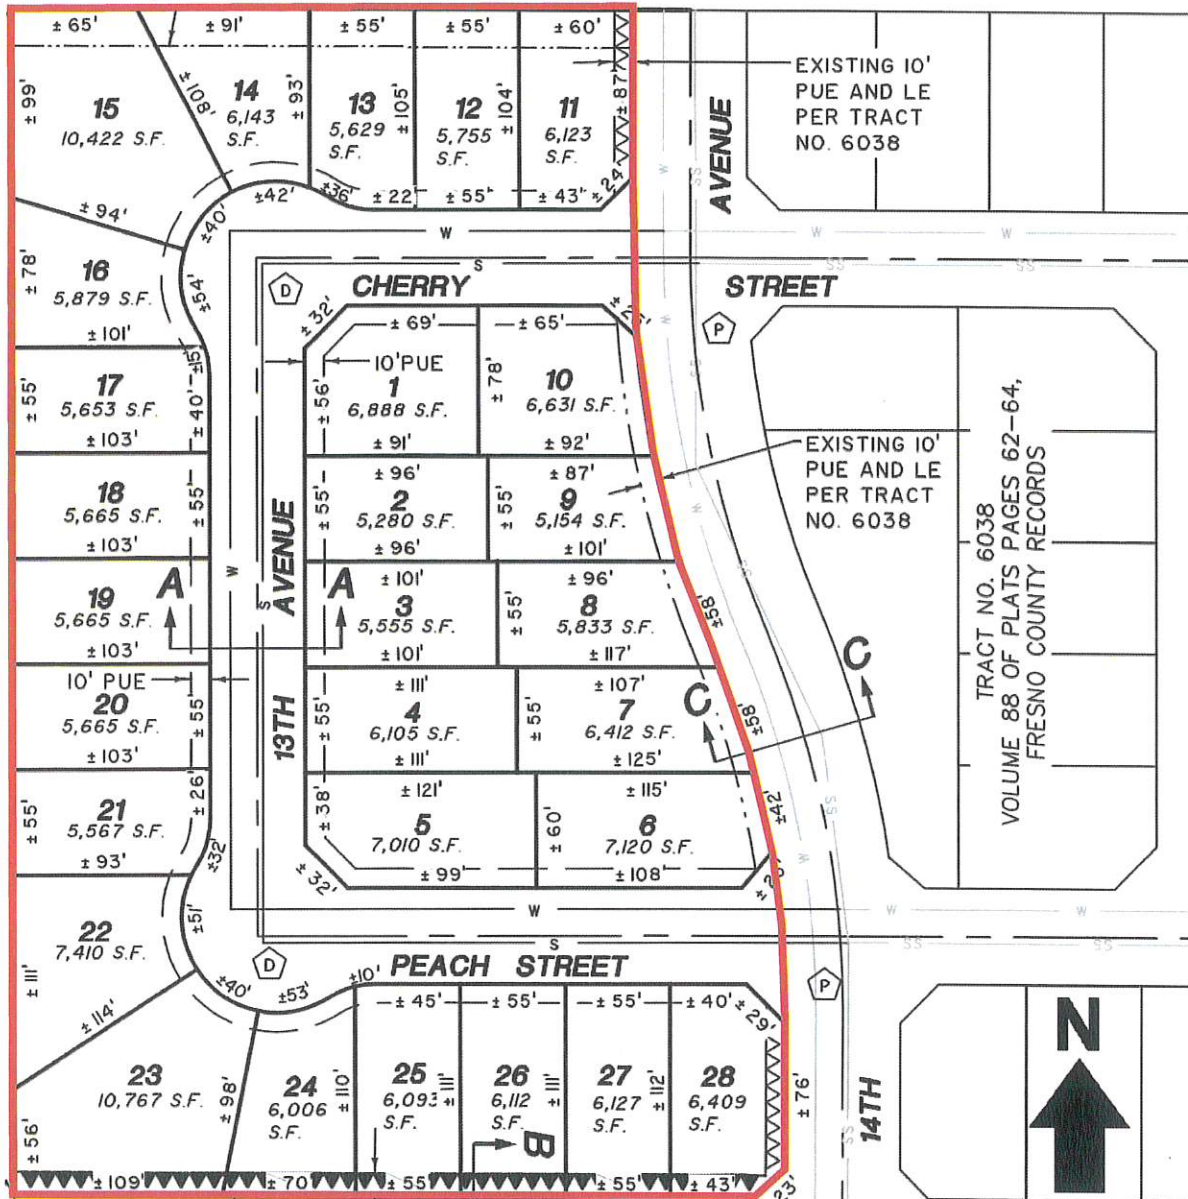 ± 65'
± 91'
± 55'
± 55'
± 60'
± 99'
15
10,422 S.F.
± 108'
14
6,143
S.F.
± 93'
13
5,629
S.F.
± 105'
12
5,755
S.F.
± 104'
11
6,123
S.F.
± 87'
EXISTING 10'
PUE AND LE
PER TRACT
NO. 6038
AVENUE
SS
W
± 94'
±40'
±42'
±36'
± 22'
± 55'
± 43'
± 24'
W
W
W
± 78'
16
5,879 S.F.
± 101'
±54'
±15'
D
S
CHERRY
STREET
SS
SS
P
W
SS
± 32'
± 69'
± 65'
10' PUE
1
6,888 S.F.
± 56'
± 91'
± 78'
10
6,631 S.F.
± 92'
± 55'
17
5,653 S.F.
± 103'
± 40'
EXISTING 10'
PUE AND LE
PER TRACT
NO. 6038
18
5,665 S.F.
± 103'
± 55'
± 96'
2
5,280 S.F.
± 96'
± 55'
± 55'
± 87'
9
5,154 S.F.
± 101'
W
SS
TRACT NO. 6038
VOLUME 88 OF PLATS PAGES 62-64,
FRESNO COUNTY RECORDS
19
5,665 S.F.
± 103'
A
W
S
AVENUE
A
± 101'
3
5,555 S.F.
± 101'
± 55'
± 96'
8
5,833 S.F.
± 117'
±58'
10' PUE
20
5,665 S.F.
± 103'
± 55'
13TH
± 111'
4
6,105 S.F.
± 111'
± 55'
± 55'
± 107'
7
6,412 S.F.
± 125'
C
C
±58'
± 55'
21
5,567 S.F.
± 93'
± 26'
±32'
± 121'
5
7,010 S.F.
± 99'
± 38'
± 32'
± 60'
± 115'
6
7,120 S.F.
± 108'
±42'
SS
W
22
7,410 S.F.
± 111'
±51'
W
W
W
S
SS
SS
D
PEACH STREET
P
± 114'
±40'
±53'
±10'
± 45'
± 55'
± 55'
± 40'
± 29'
23
10,767 S.F.
± 56'
± 98'
24
6,006
S.F.
± 110'
25
6,093
S.F.
± 111'
26
6,112
S.F.
± 111'
B
27
6,127
S.F.
± 112'
28
6,409
S.F.
± 76'
14TH
SS
N
± 109'
± 70'
± 55'
± 55'
± 43'